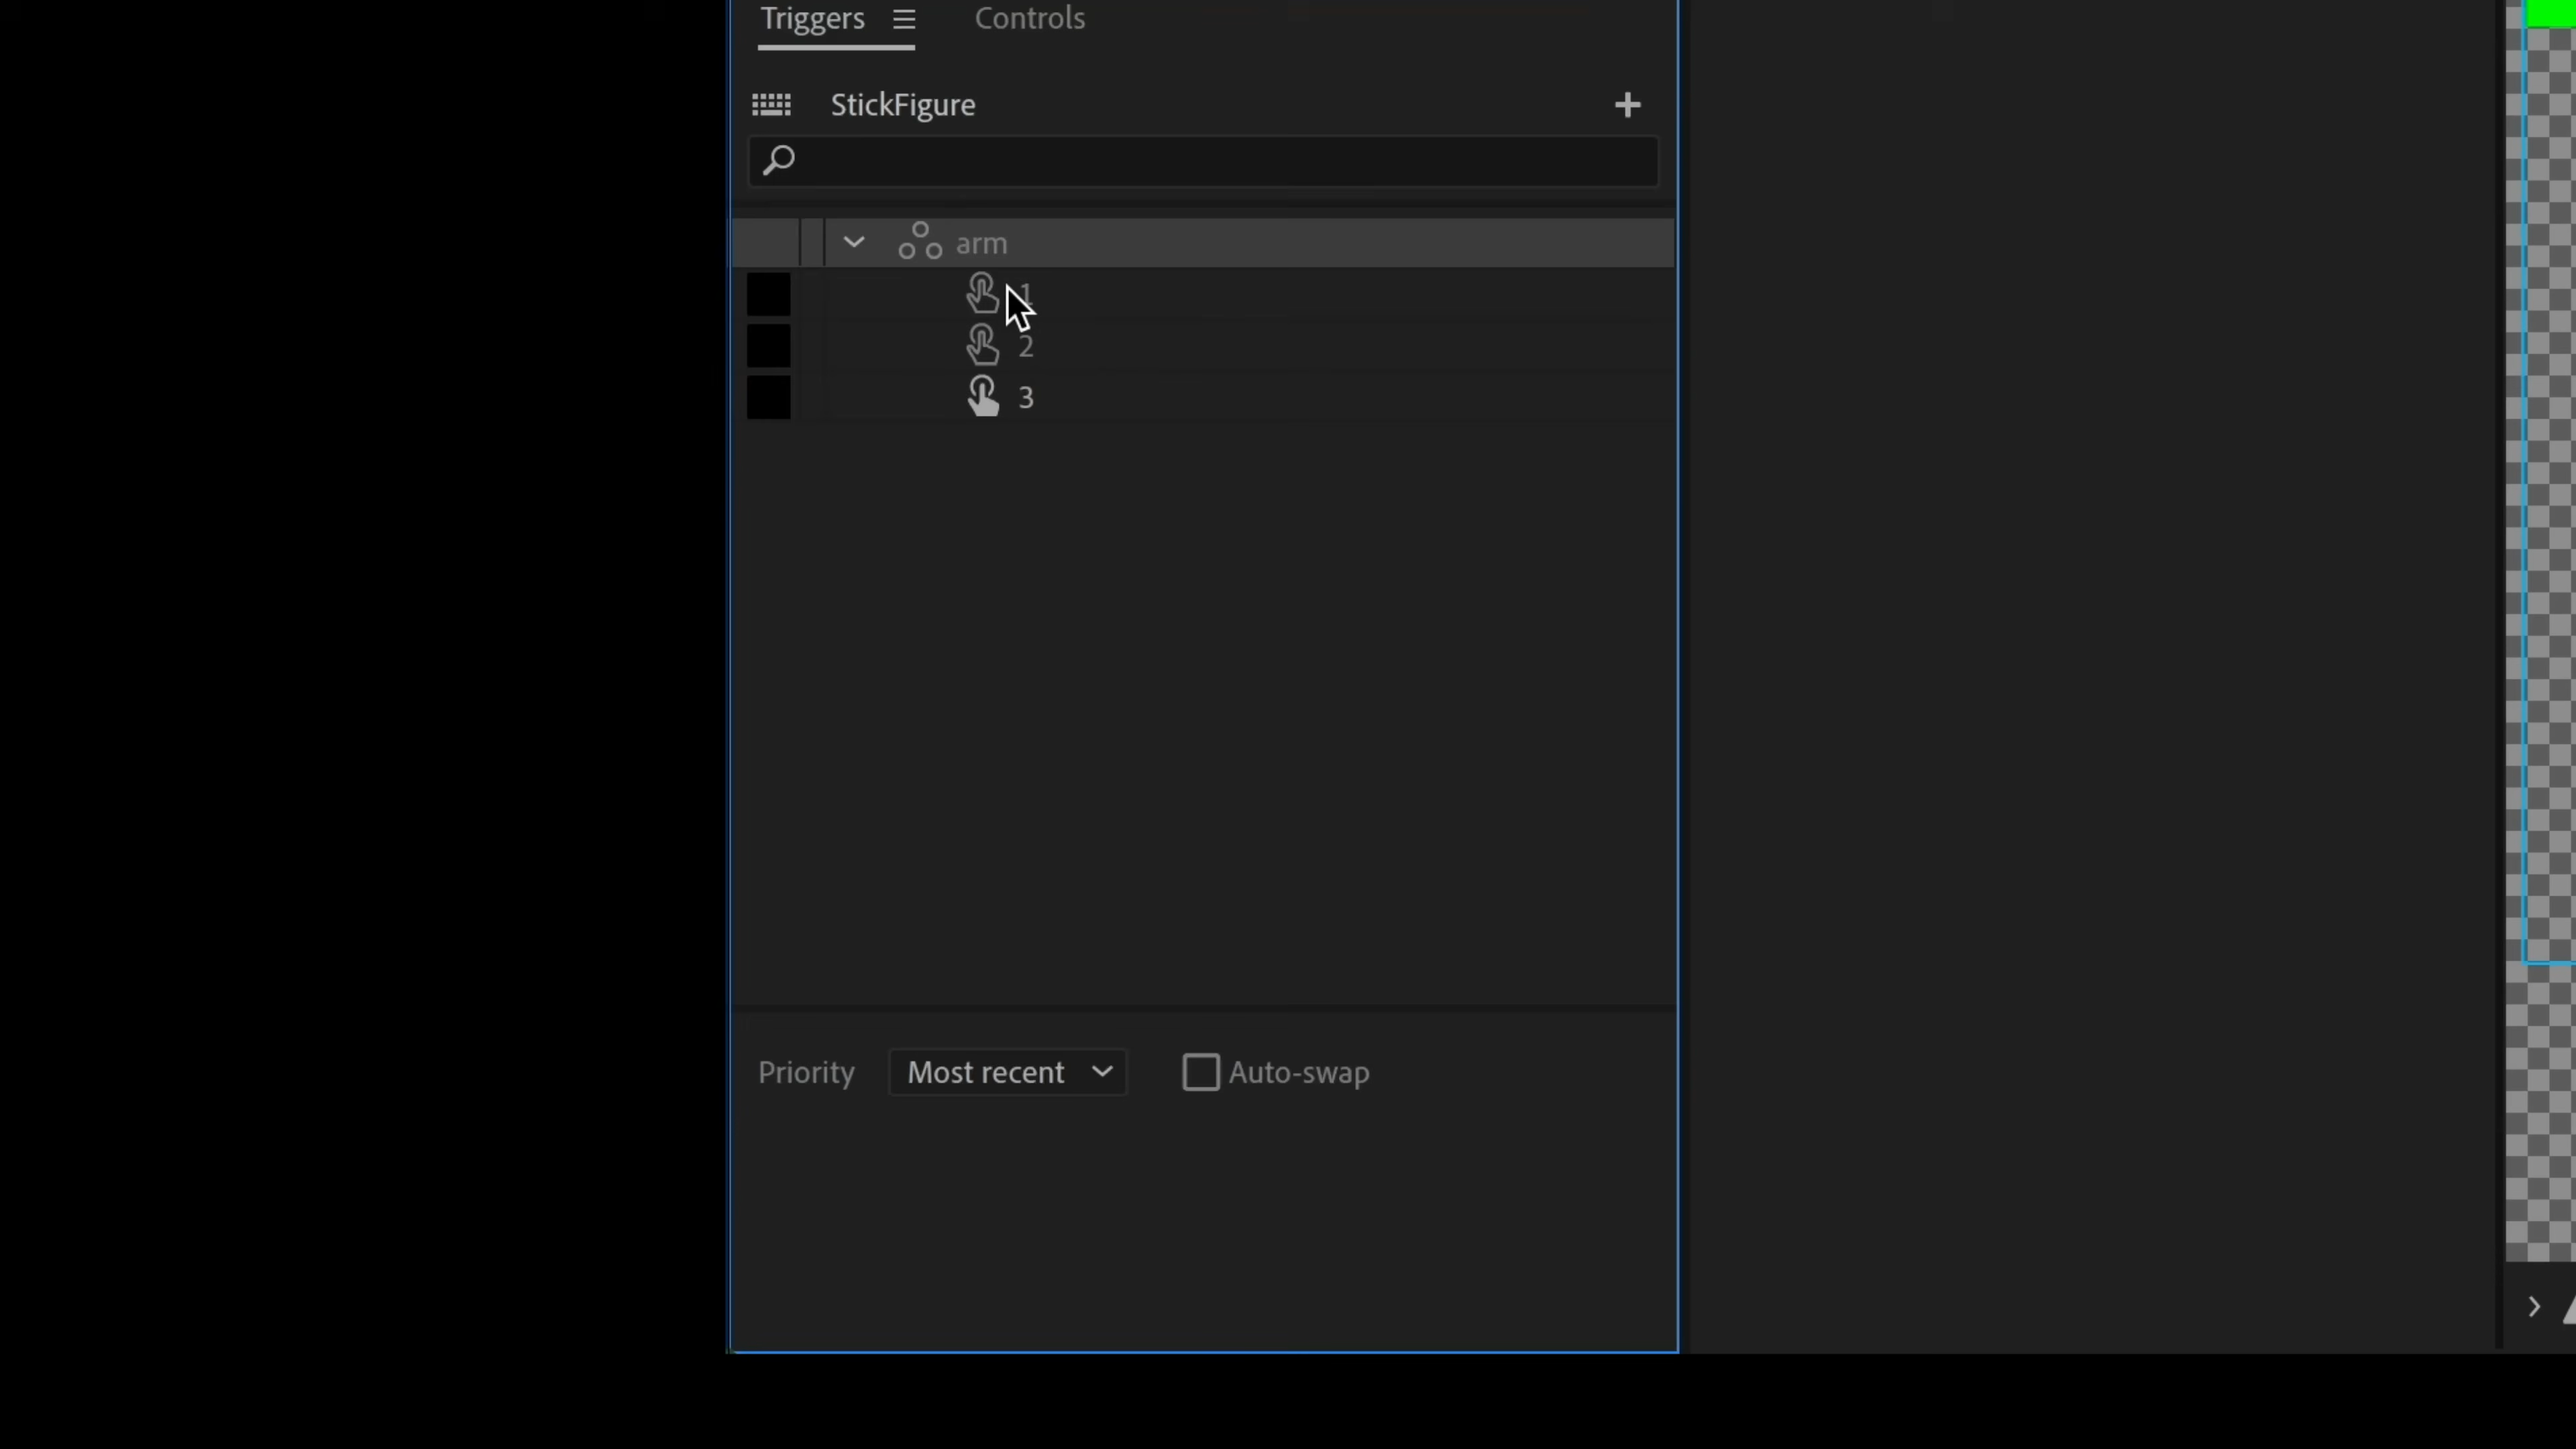 Triggers Controls
StickFigure
arm
1
2
3
Priority Most recent Auto-swap